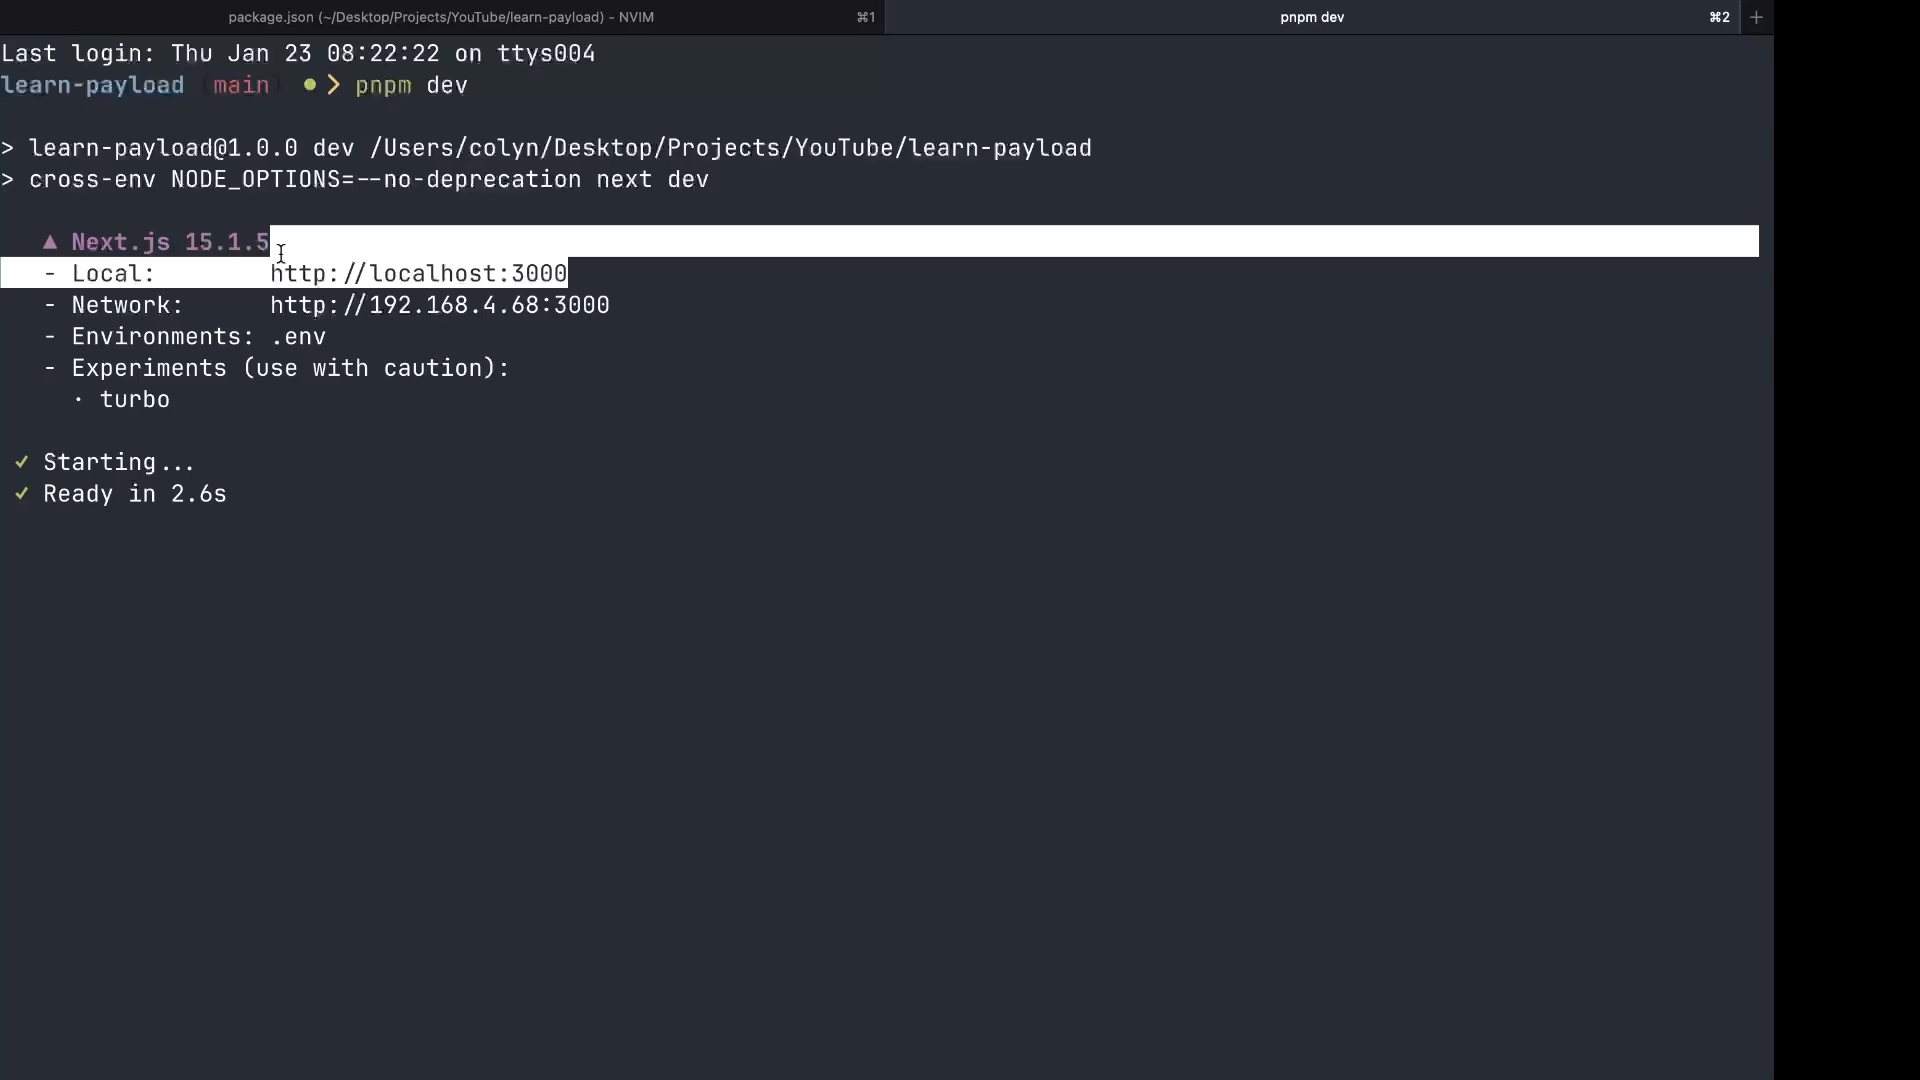 package.json (~/Desktop/Projects/YouTube/learn-payload) - NVIM ⌘1 pnpm dev ⌘2 +
Last login: Thu Jan 23 08:22:22 on ttys004
learn-payload (main) ● ❯ pnpm dev
> learn-payload@1.0.0 dev /Users/colyn/Desktop/Projects/YouTube/learn-payload
> cross-env NODE_OPTIONS=--no-deprecation next dev
▲ Next.js 15.1.5
- Local: http://localhost:3000
- Network: http://192.168.4.68:3000
- Environments: .env
- Experiments (use with caution):
· turbo
✓ Starting...
✓ Ready in 2.6s